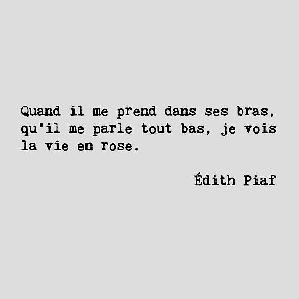 Quand il me prend dans ses bras,
qu'il me parle tout bas, je vois
la vie en rose.
Édith Piaf